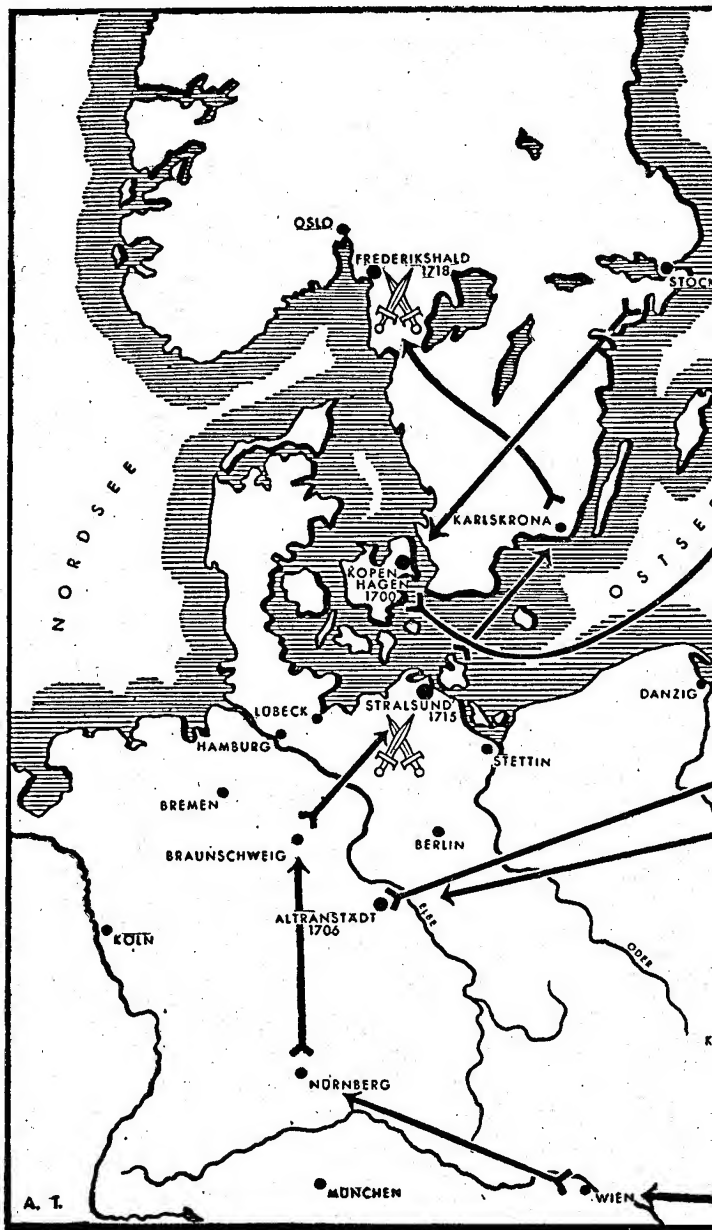 OSLO
FREDERIKSHALD
1718
STOCK
NORDSEE
KARLSKRONA
OSTSEE
KOPEN
HAGEN
1700
DANZIG
STRALSUND
1715
LÜBECK
HAMBURG
STETTIN
BREMEN
BERLIN
BRAUNSCHWEIG
ALTRANSTÄDT
1706
ELBE
KÖLN
ODER
K
NÜRNBERG
MÜNCHEN
WIEN
A. T.